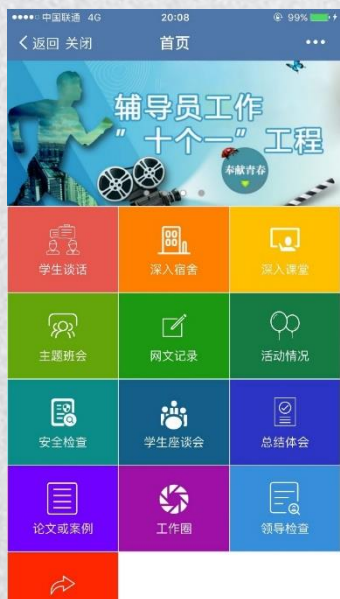 中国联通 4G 20:08 99%
返回 关闭 首页
辅导员工作
"十个一"工程
奉献青春
学生谈话 深入宿舍 深入课堂
主题班会 网文记录 活动情况
安全检查 学生座谈会 总结体会
论文或案例 工作圈 领导检查